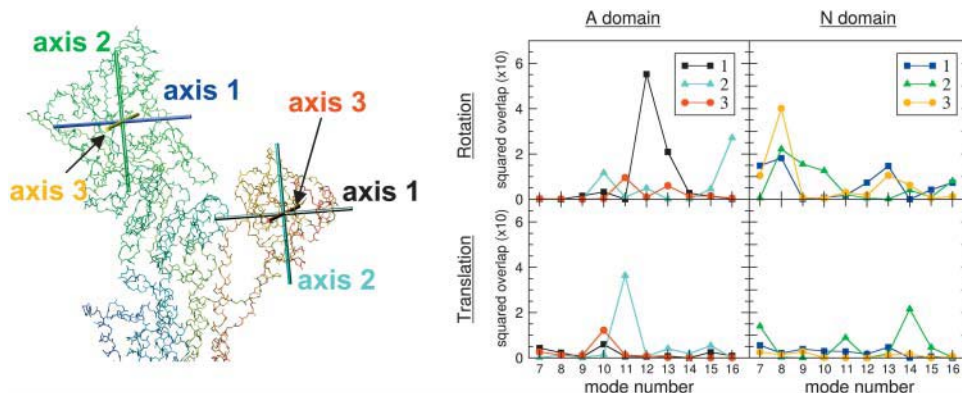 axis 2
axis 1
axis 3
axis 3
axis 1
axis 2
A domain
N domain
Rotation
squared overlap (x10)
6
4
2
0
1
2
3
1
2
3
Translation
squared overlap (x10)
6
4
2
0
7 8 9 10 11 12 13 14 15 16
7 8 9 10 11 12 13 14 15 16
mode number
mode number